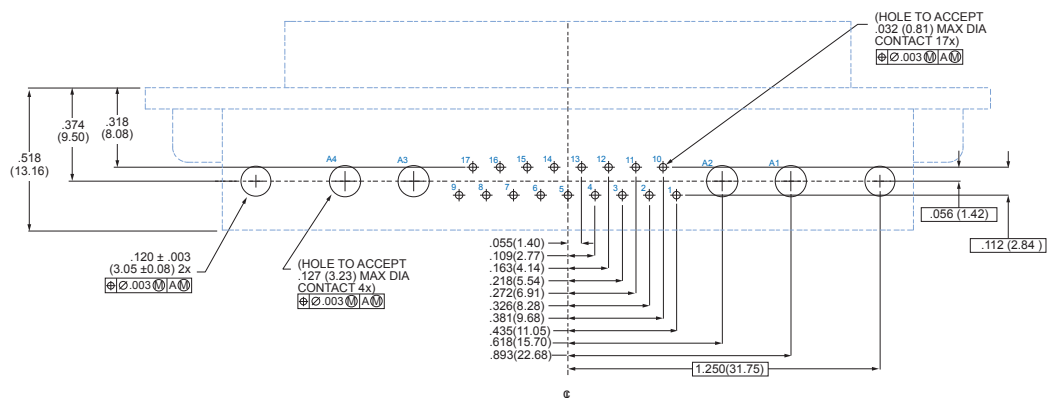 (HOLE TO ACCEPT
.032 (0.81) MAX DIA
CONTACT 17x)
⌖ Ø.003 Ⓜ A Ⓜ
.518
(13.16)
.374
(9.50)
.318
(8.08)
A4
A3
17
16
15
14
13
12
11
10
A2
A1
9
8
7
6
5
4
3
2
1
.056 (1.42)
.112 (2.84 )
.120 ± .003
(3.05 ±0.08) 2x
⌖ Ø.003 Ⓜ A Ⓜ
(HOLE TO ACCEPT
.127 (3.23) MAX DIA
CONTACT 4x)
⌖ Ø.003 Ⓜ A Ⓜ
.055(1.40)
.109(2.77)
.163(4.14)
.218(5.54)
.272(6.91)
.326(8.28)
.381(9.68)
.435(11.05)
.618(15.70)
.893(22.68)
1.250(31.75)
℄